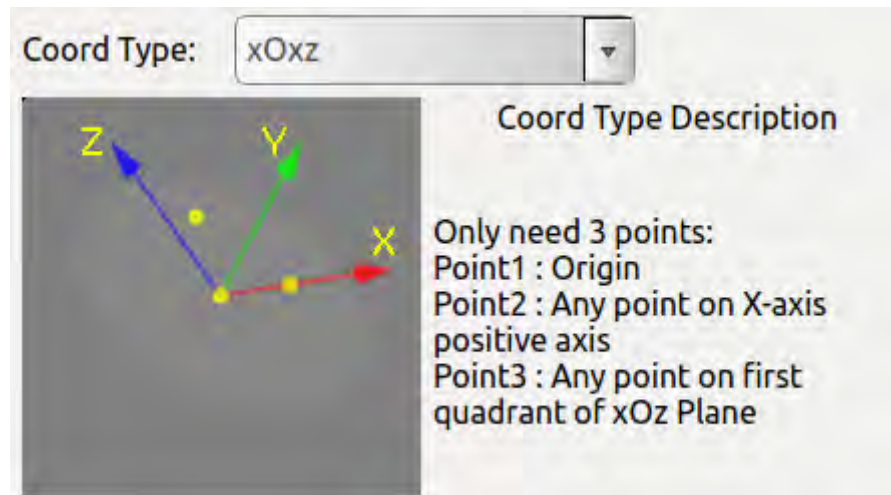 Coord Type: xOxz
Coord Type Description
Z
Y
X
Only need 3 points:
Point1 : Origin
Point2 : Any point on X-axis
positive axis
Point3 : Any point on first
quadrant of xOz Plane